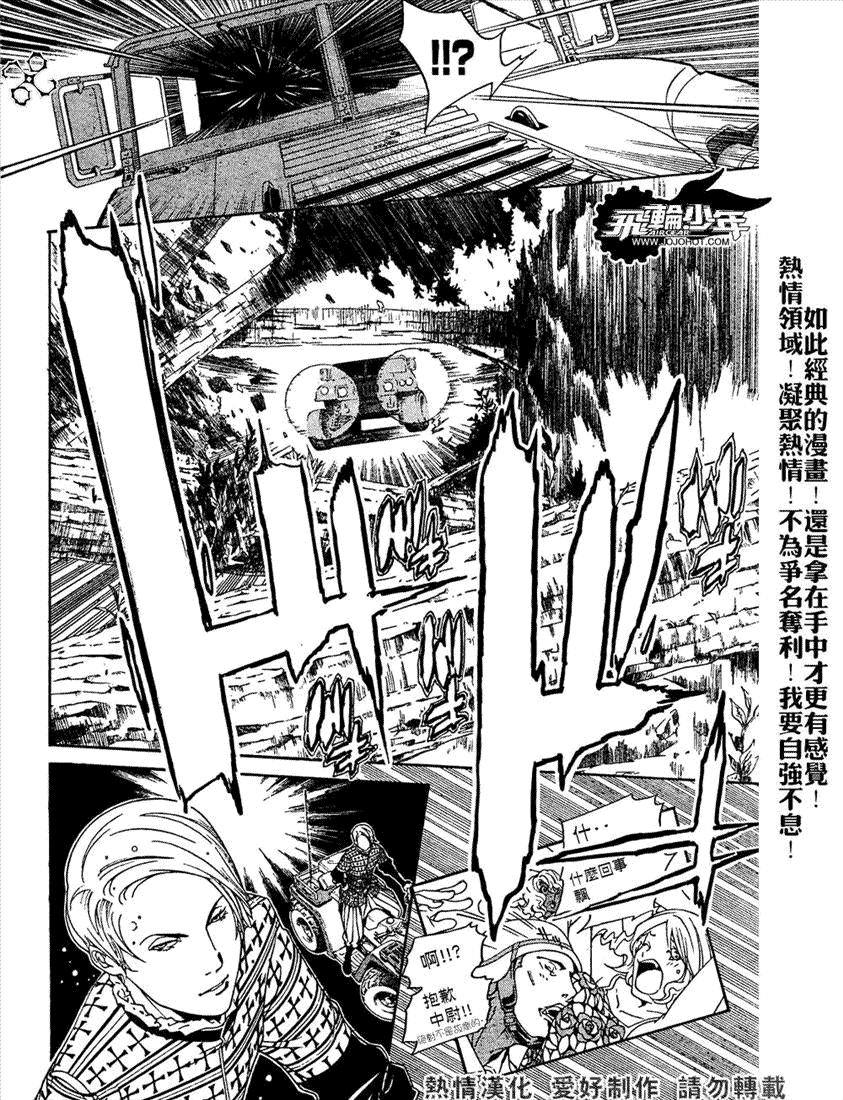 !!?
飛輪少年
AIRGEAR
WWW.JOJOHOT.COM
如此經典的漫畫!還是拿在手中才更有感覺!
熱情領域!凝聚熱情!不為爭名奪利!我要自強不息!
什..
什麼回事
飄
啊!!?
抱歉
中尉!!
熱情漢化 愛好制作 請勿轉載